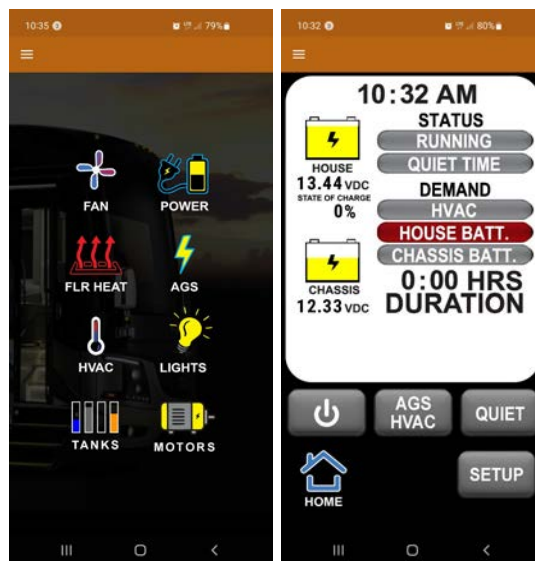 10:35
79%
FAN
POWER
FLR HEAT
AGS
HVAC
LIGHTS
TANKS
MOTORS
10:32
80%
10:32 AM
STATUS
RUNNING
QUIET TIME
HOUSE
13.44 VDC
STATE OF CHARGE
0%
DEMAND
HVAC
HOUSE BATT.
CHASSIS BATT.
CHASSIS
12.33 VDC
0:00 HRS
DURATION
AGS
HVAC
QUIET
HOME
SETUP